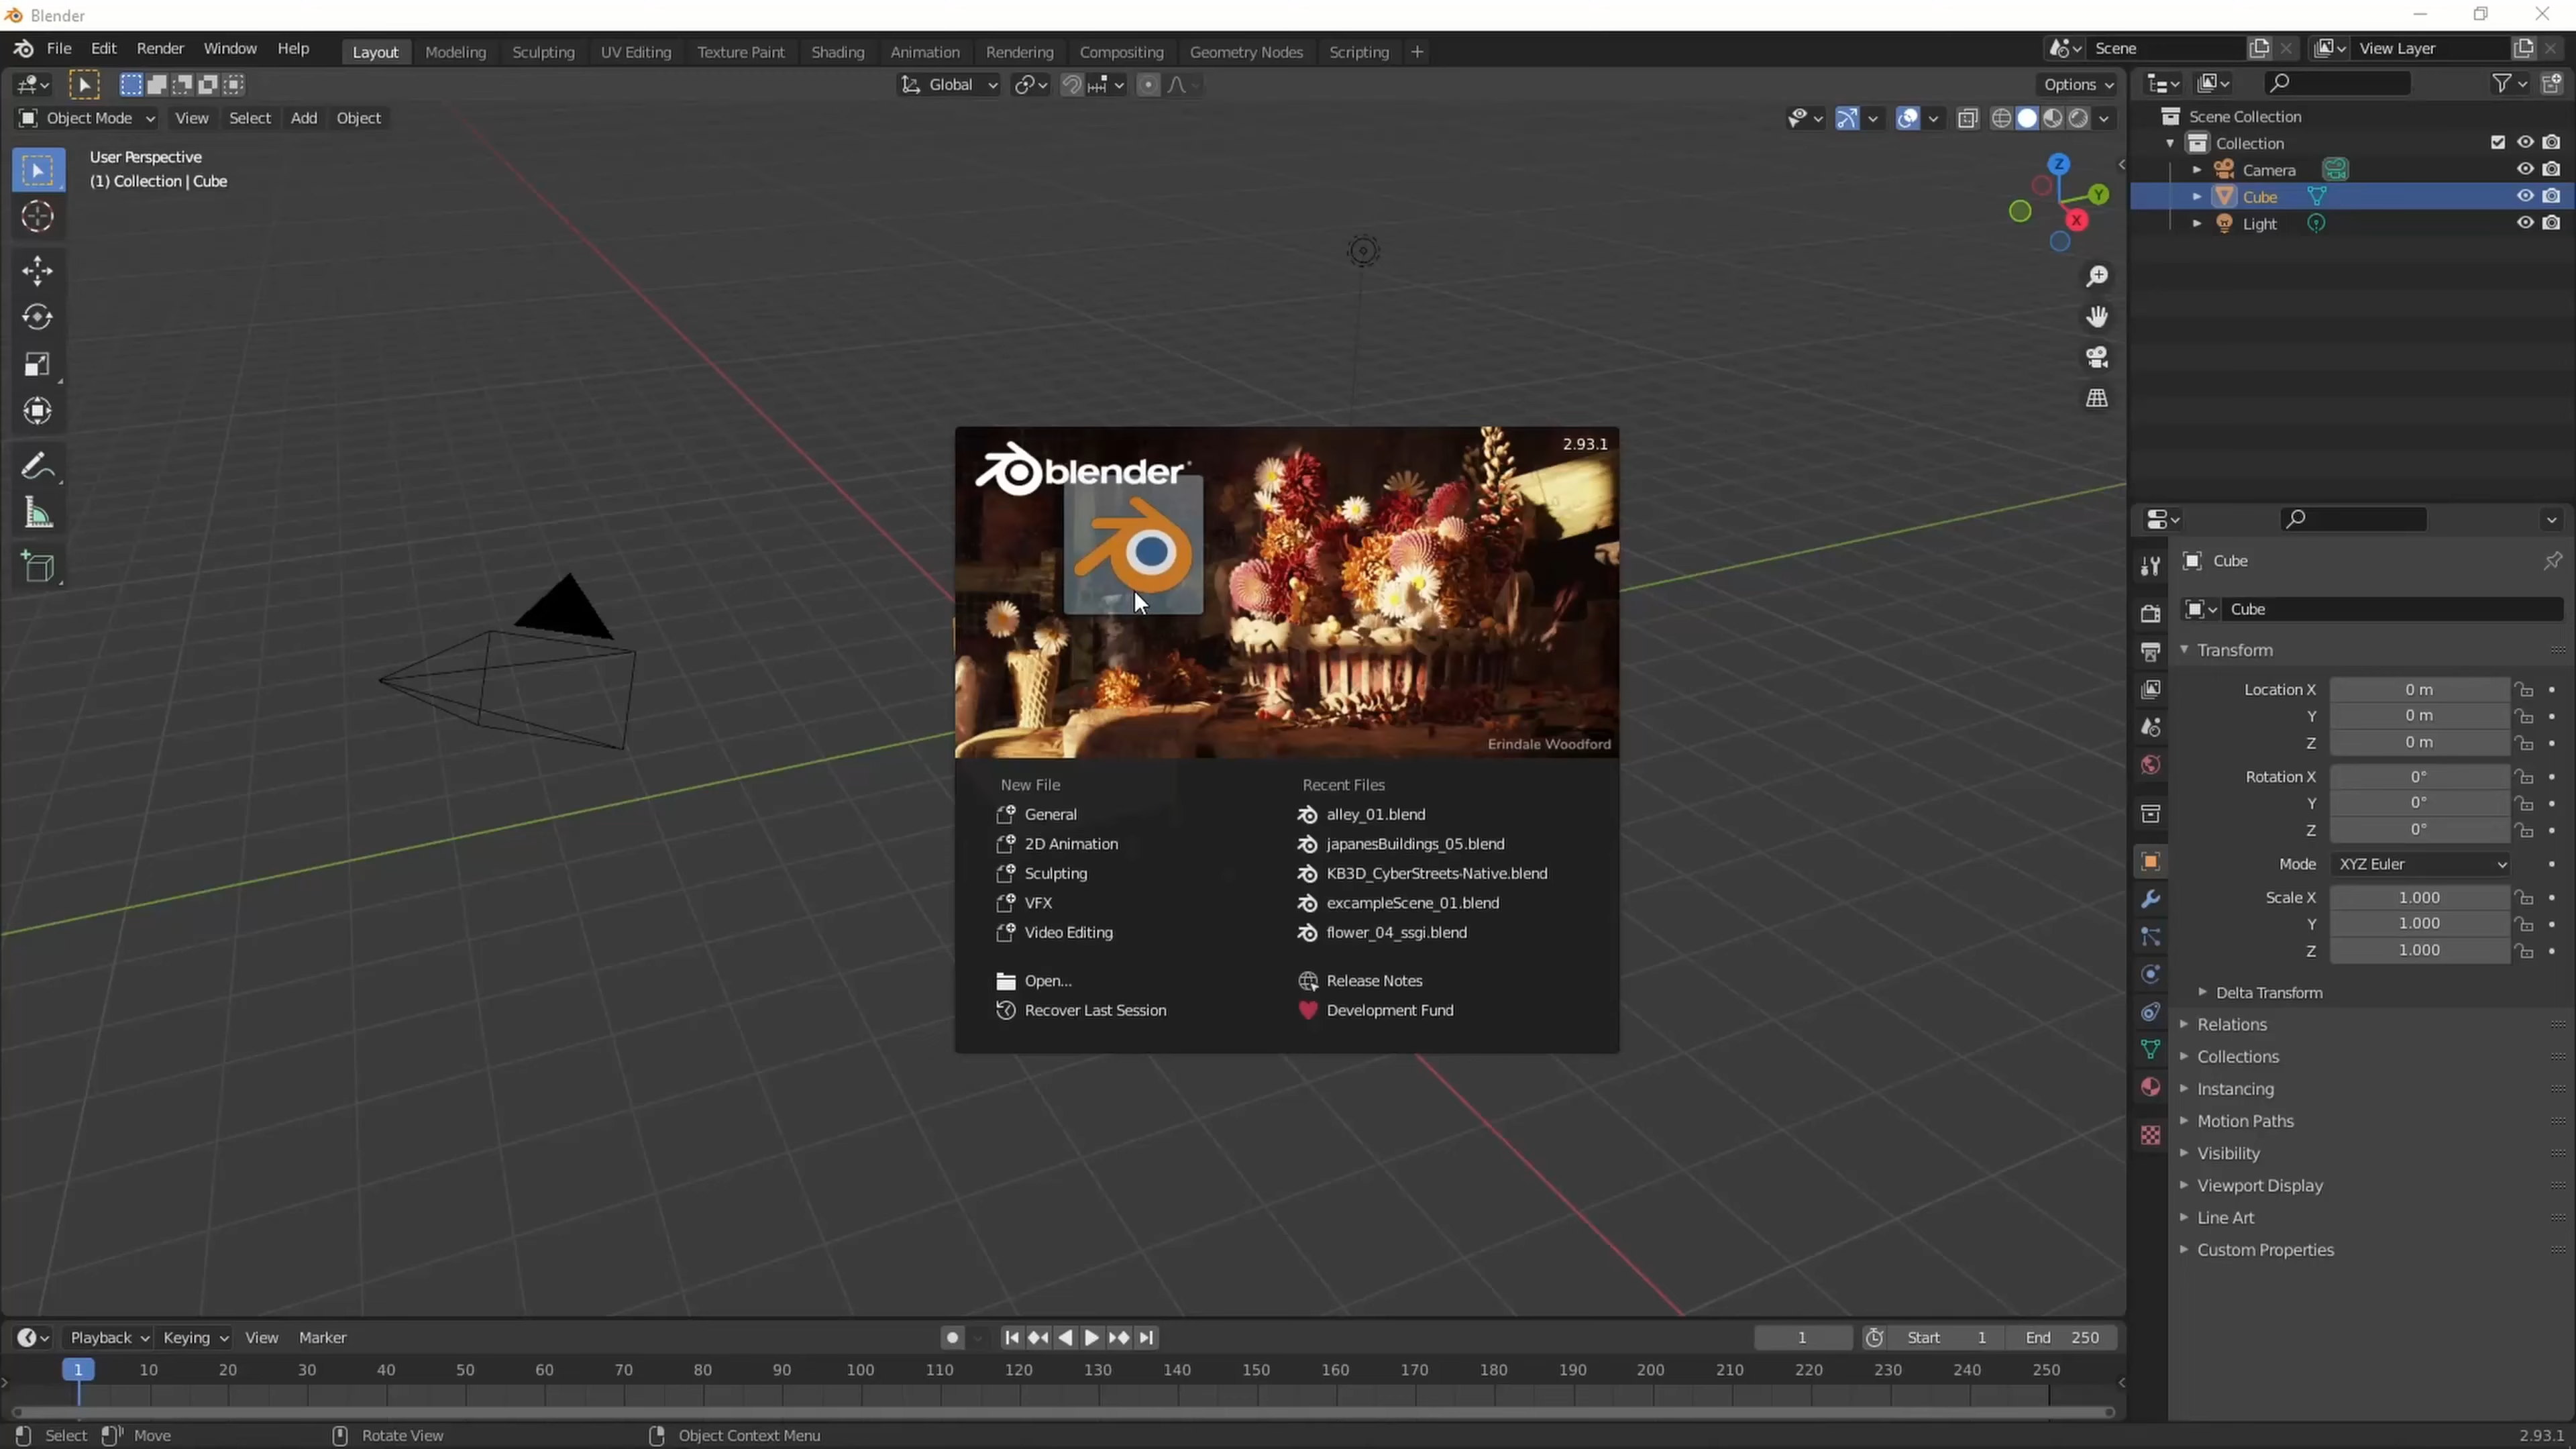 Blender
File Edit Render Window Help
Layout Modeling Sculpting UV Editing Texture Paint Shading Animation Rendering Compositing Geometry Nodes Scripting +
Scene
View Layer
Global
Options
Object Mode View Select Add Object
User Perspective
(1) Collection | Cube
Z
Y
X
Scene Collection
Collection
Camera
Cube
Light
blender
2.93.1
Erindale Woodford
New File
General
2D Animation
Sculpting
VFX
Video Editing
Open...
Recover Last Session
Recent Files
alley_01.blend
japanesBuildings_05.blend
KB3D_CyberStreets-Native.blend
excampleScene_01.blend
flower_04_ssgi.blend
Release Notes
Development Fund
Cube
Cube
Transform
Location X 0 m
Y 0 m
Z 0 m
Rotation X 0°
Y 0°
Z 0°
Mode XYZ Euler
Scale X 1.000
Y 1.000
Z 1.000
Delta Transform
Relations
Collections
Instancing
Motion Paths
Visibility
Viewport Display
Line Art
Custom Properties
Playback Keying View Marker
1 Start 1 End 250
1 10 20 30 40 50 60 70 80 90 100 110 120 130 140 150 160 170 180 190 200 210 220 230 240 250
Select Move Rotate View Object Context Menu 2.93.1